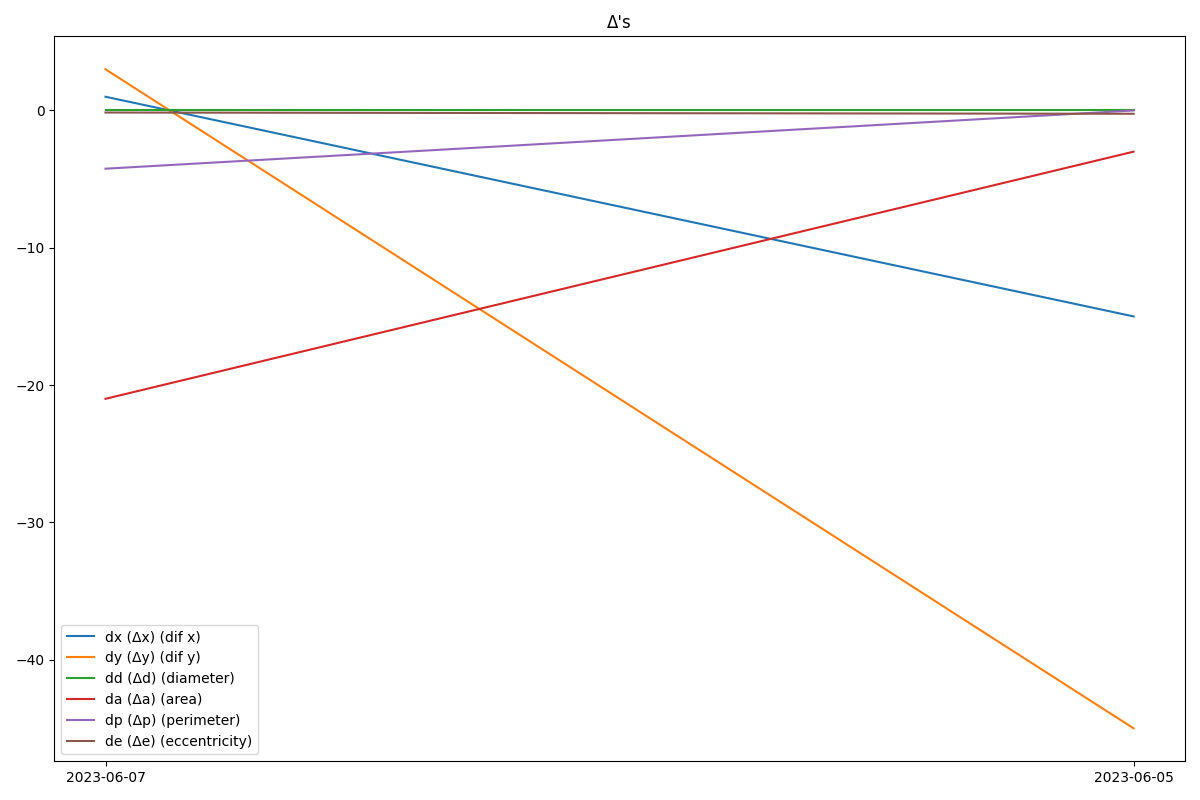 Δ's
0
−10
−20
−30
−40
dx (Δx) (dif x)
dy (Δy) (dif y)
dd (Δd) (diameter)
da (Δa) (area)
dp (Δp) (perimeter)
de (Δe) (eccentricity)
2023-06-07
2023-06-05